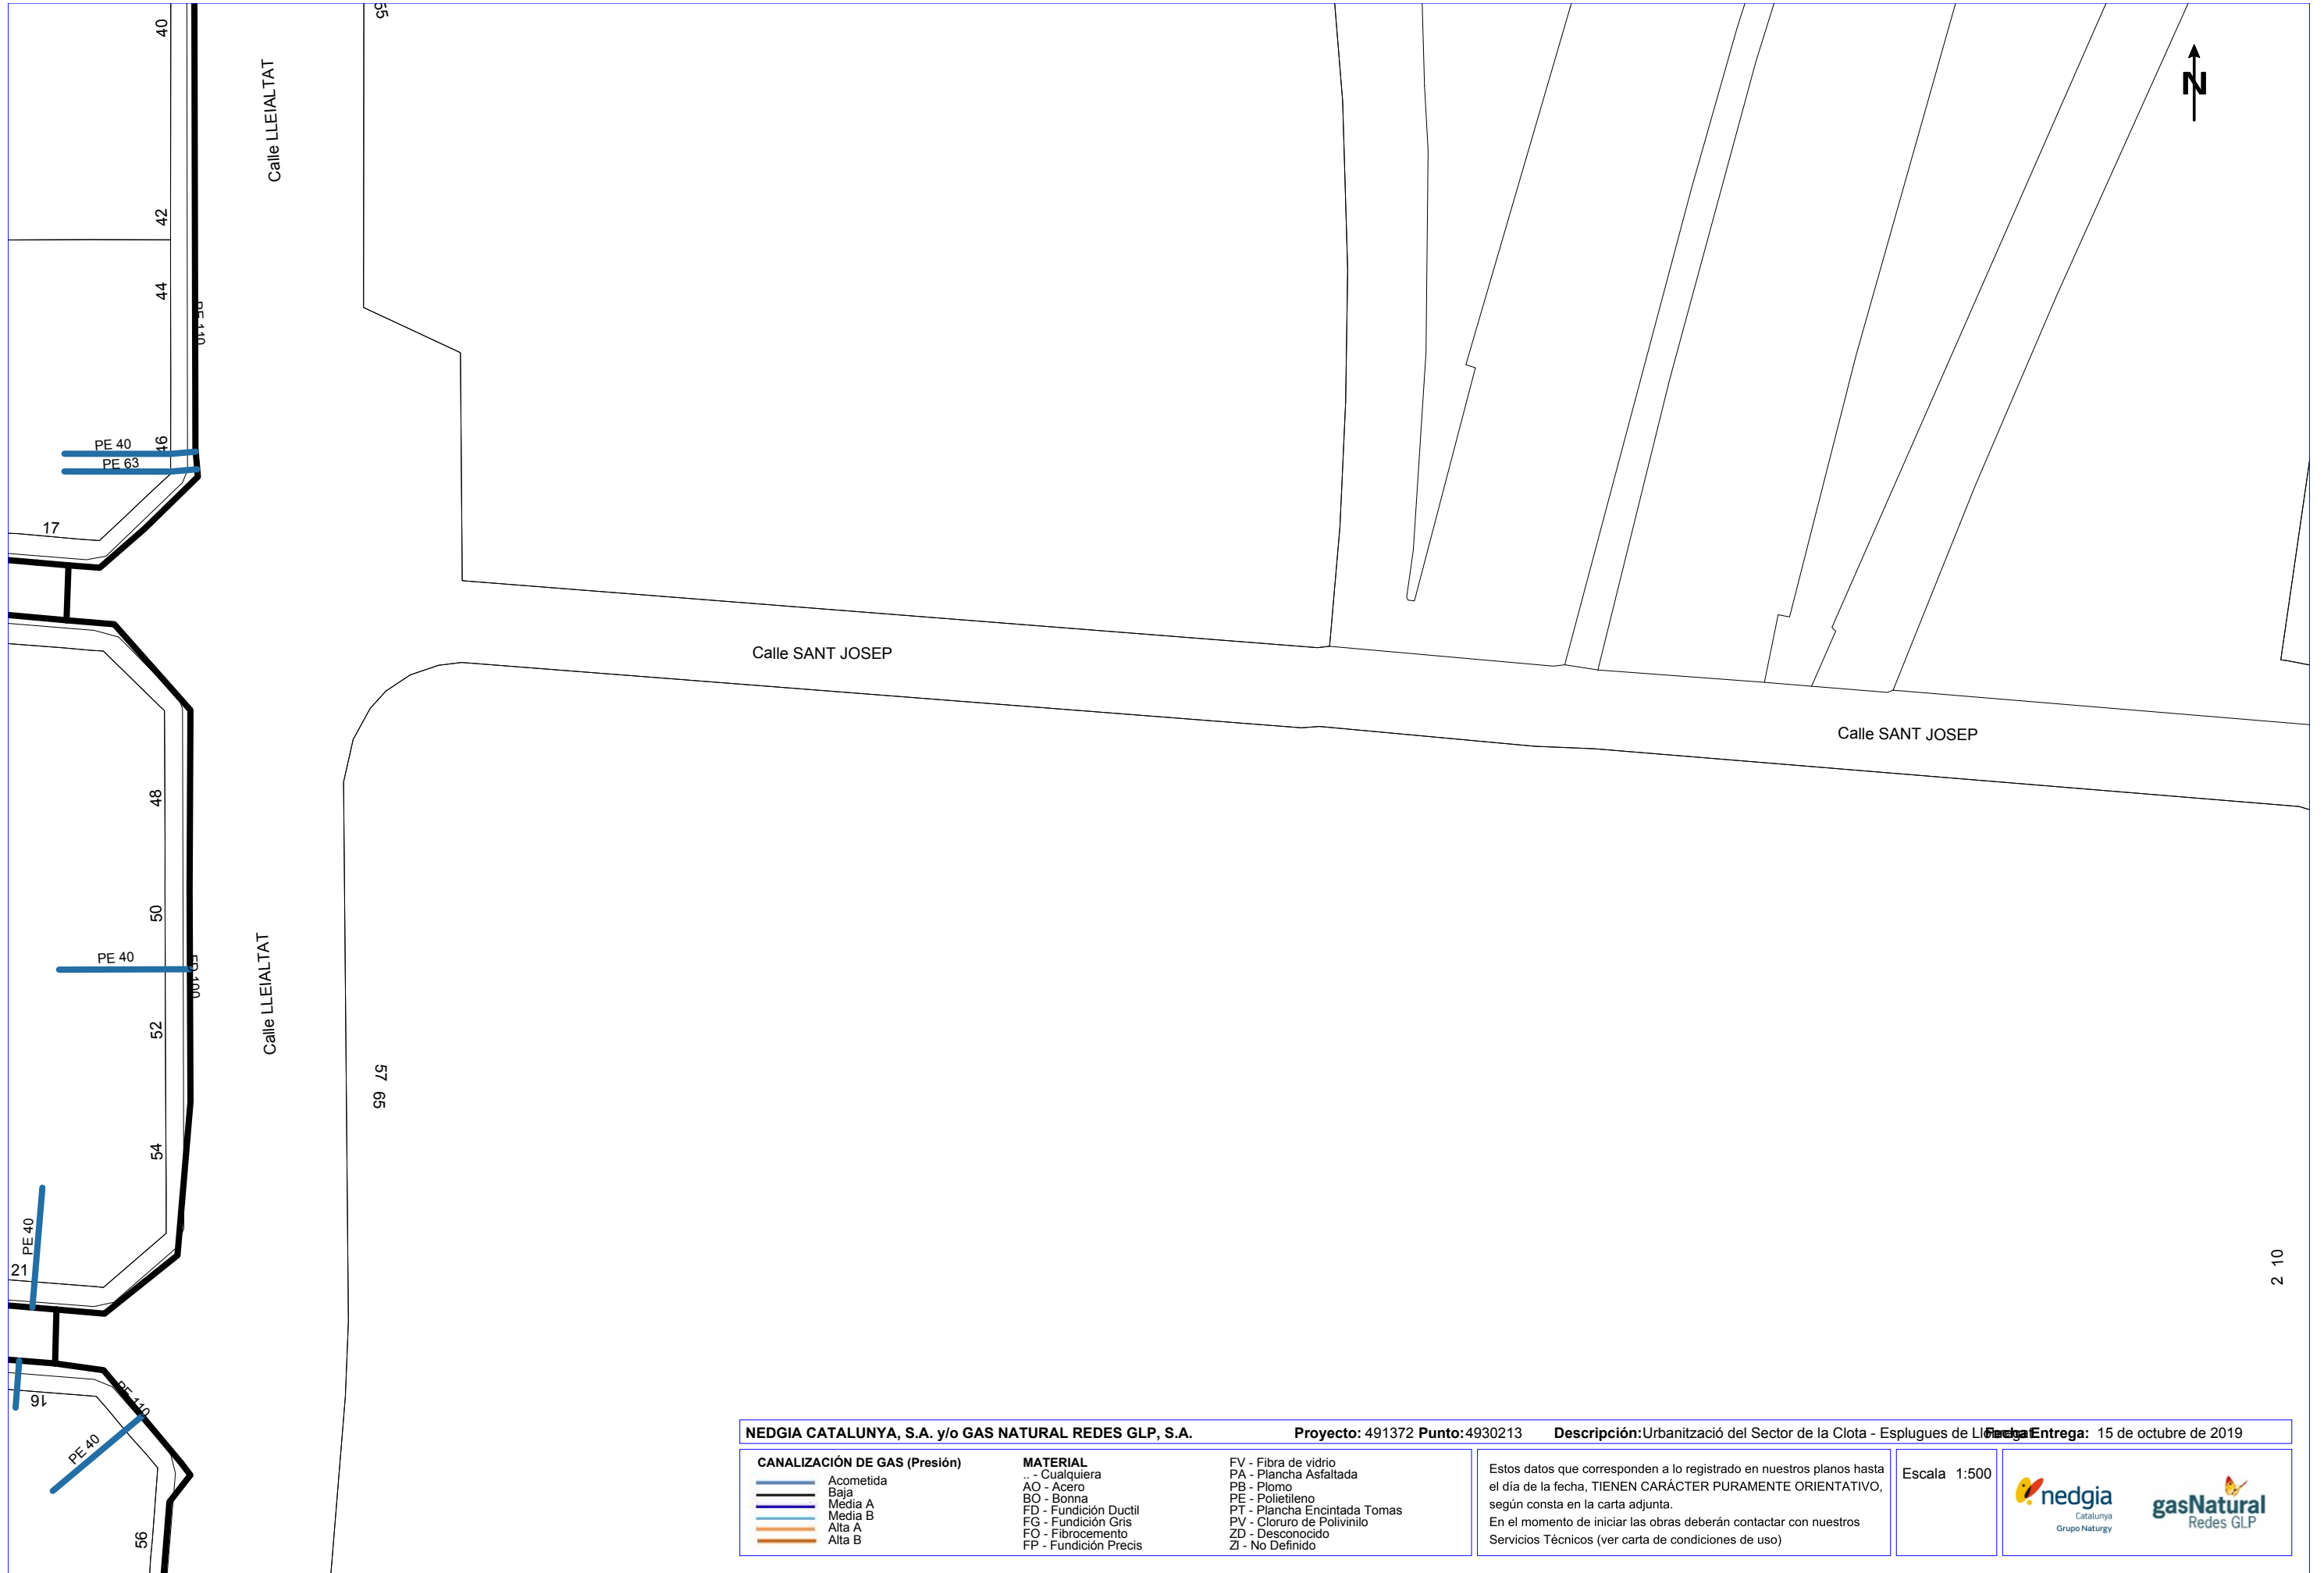 40
55
Calle LLEIALTAT
N
42
44
PE 110
46
PE 40
PE 63
17
Calle SANT JOSEP
Calle SANT JOSEP
48
50
PE 40
FD 100
Calle LLEIALTAT
52
57 65
54
PE 40
21
2 10
16
PE 110
PE 40
56
NEDGIA CATALUNYA, S.A. y/o GAS NATURAL REDES GLP, S.A. Proyecto: 491372 Punto:4930213 Descripción:Urbanització del Sector de la Clota - Esplugues de Llobregat Fecha Entrega: 15 de octubre de 2019
CANALIZACIÓN DE GAS (Presión)
Acometida
Baja
Media A
Media B
Alta A
Alta B
MATERIAL
.. - Cualquiera
AO - Acero
BO - Bonna
FD - Fundición Ductil
FG - Fundición Gris
FO - Fibrocemento
FP - Fundición Precis
FV - Fibra de vidrio
PA - Plancha Asfaltada
PB - Plomo
PE - Polietileno
PT - Plancha Encintada Tomas
PV - Cloruro de Polivinilo
ZD - Desconocido
ZI - No Definido
Estos datos que corresponden a lo registrado en nuestros planos hasta
el día de la fecha, TIENEN CARÁCTER PURAMENTE ORIENTATIVO,
según consta en la carta adjunta.
En el momento de iniciar las obras deberán contactar con nuestros
Servicios Técnicos (ver carta de condiciones de uso)
Escala 1:500
nedgia
Catalunya
Grupo Naturgy
gasNatural
Redes GLP